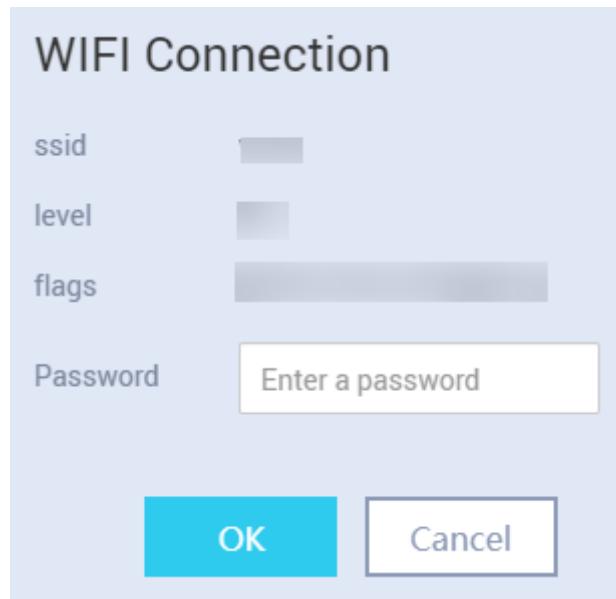 WIFI Connection
ssid
level
flags
Password Enter a password
OK Cancel